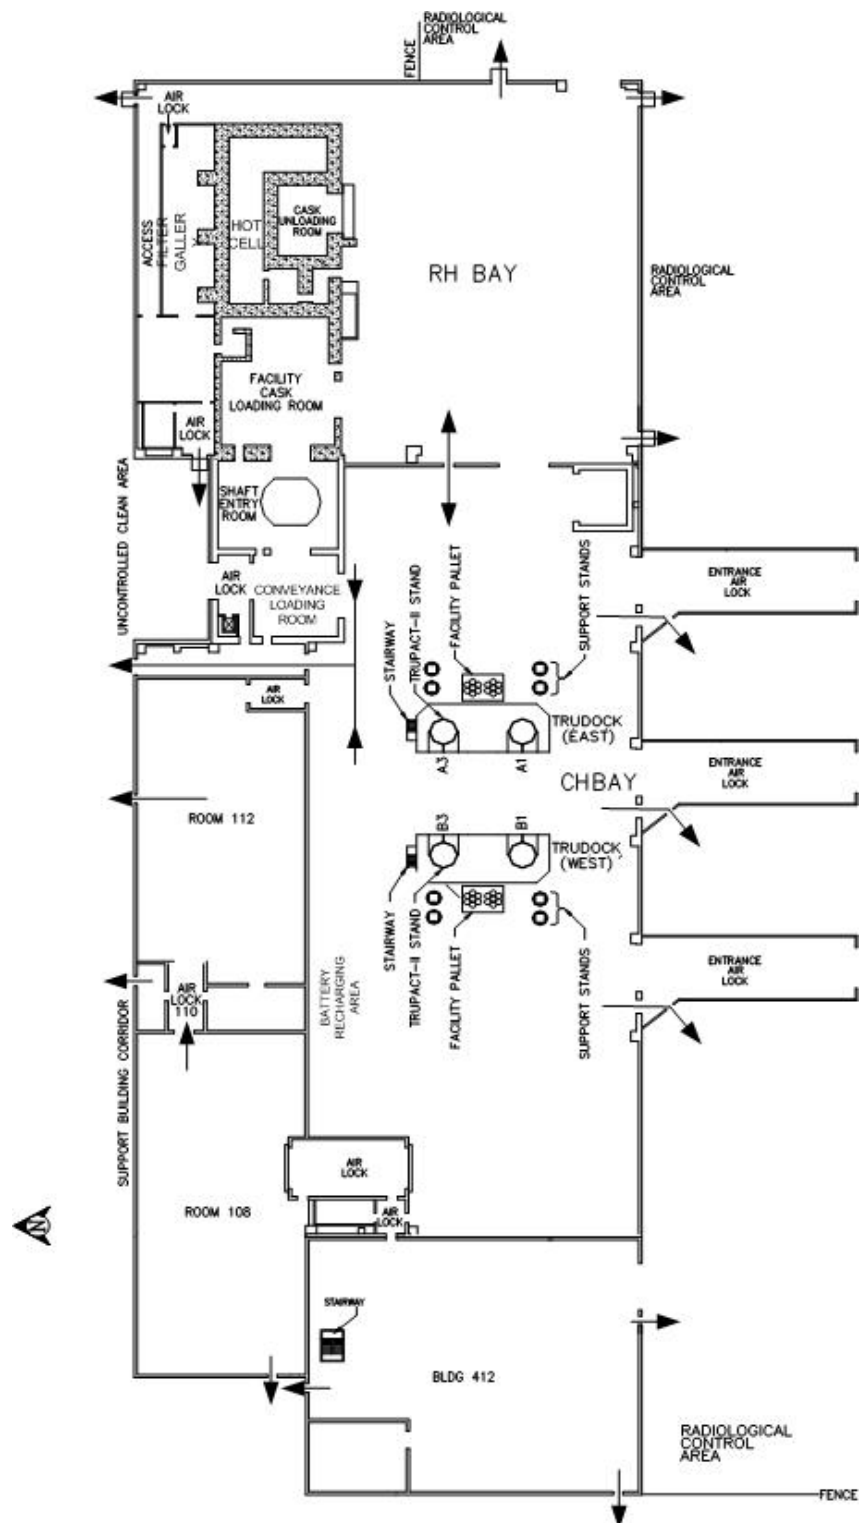 RADIOLOGICAL
CONTROL
AREA
FENCE
AIR
LOCK
ACCESS
FILTER
GALLER
Y
HOT
CELL
CASK
UNLOADING
ROOM
RH BAY
RADIOLOGICAL
CONTROL
AREA
FACILITY
CASK
LOADING ROOM
AIR
LOCK
UNCONTROLLED CLEAN AREA
SHAFT
ENTRY
ROOM
AIR
LOCK
CONVEYANCE
LOADING
ROOM
STAIRWAY
TRUPACT-II STAND
FACILITY PALLET
SUPPORT STANDS
ENTRANCE
AIR
LOCK
AIR
LOCK
TRUDOCK
(EAST)
A3
A1
CHBAY
ENTRANCE
AIR
LOCK
ROOM 112
B3
B1
TRUDOCK
(WEST)
STAIRWAY
TRUPACT-II STAND
FACILITY PALLET
SUPPORT STANDS
BATTERY
RECHARGING
AREA
ENTRANCE
AIR
LOCK
AIR
LOCK
110
SUPPORT BUILDING CORRIDOR
AIR
LOCK
N
ROOM 108
AIR
LOCK
STAIRWAY
BLDG 412
RADIOLOGICAL
CONTROL
AREA
FENCE